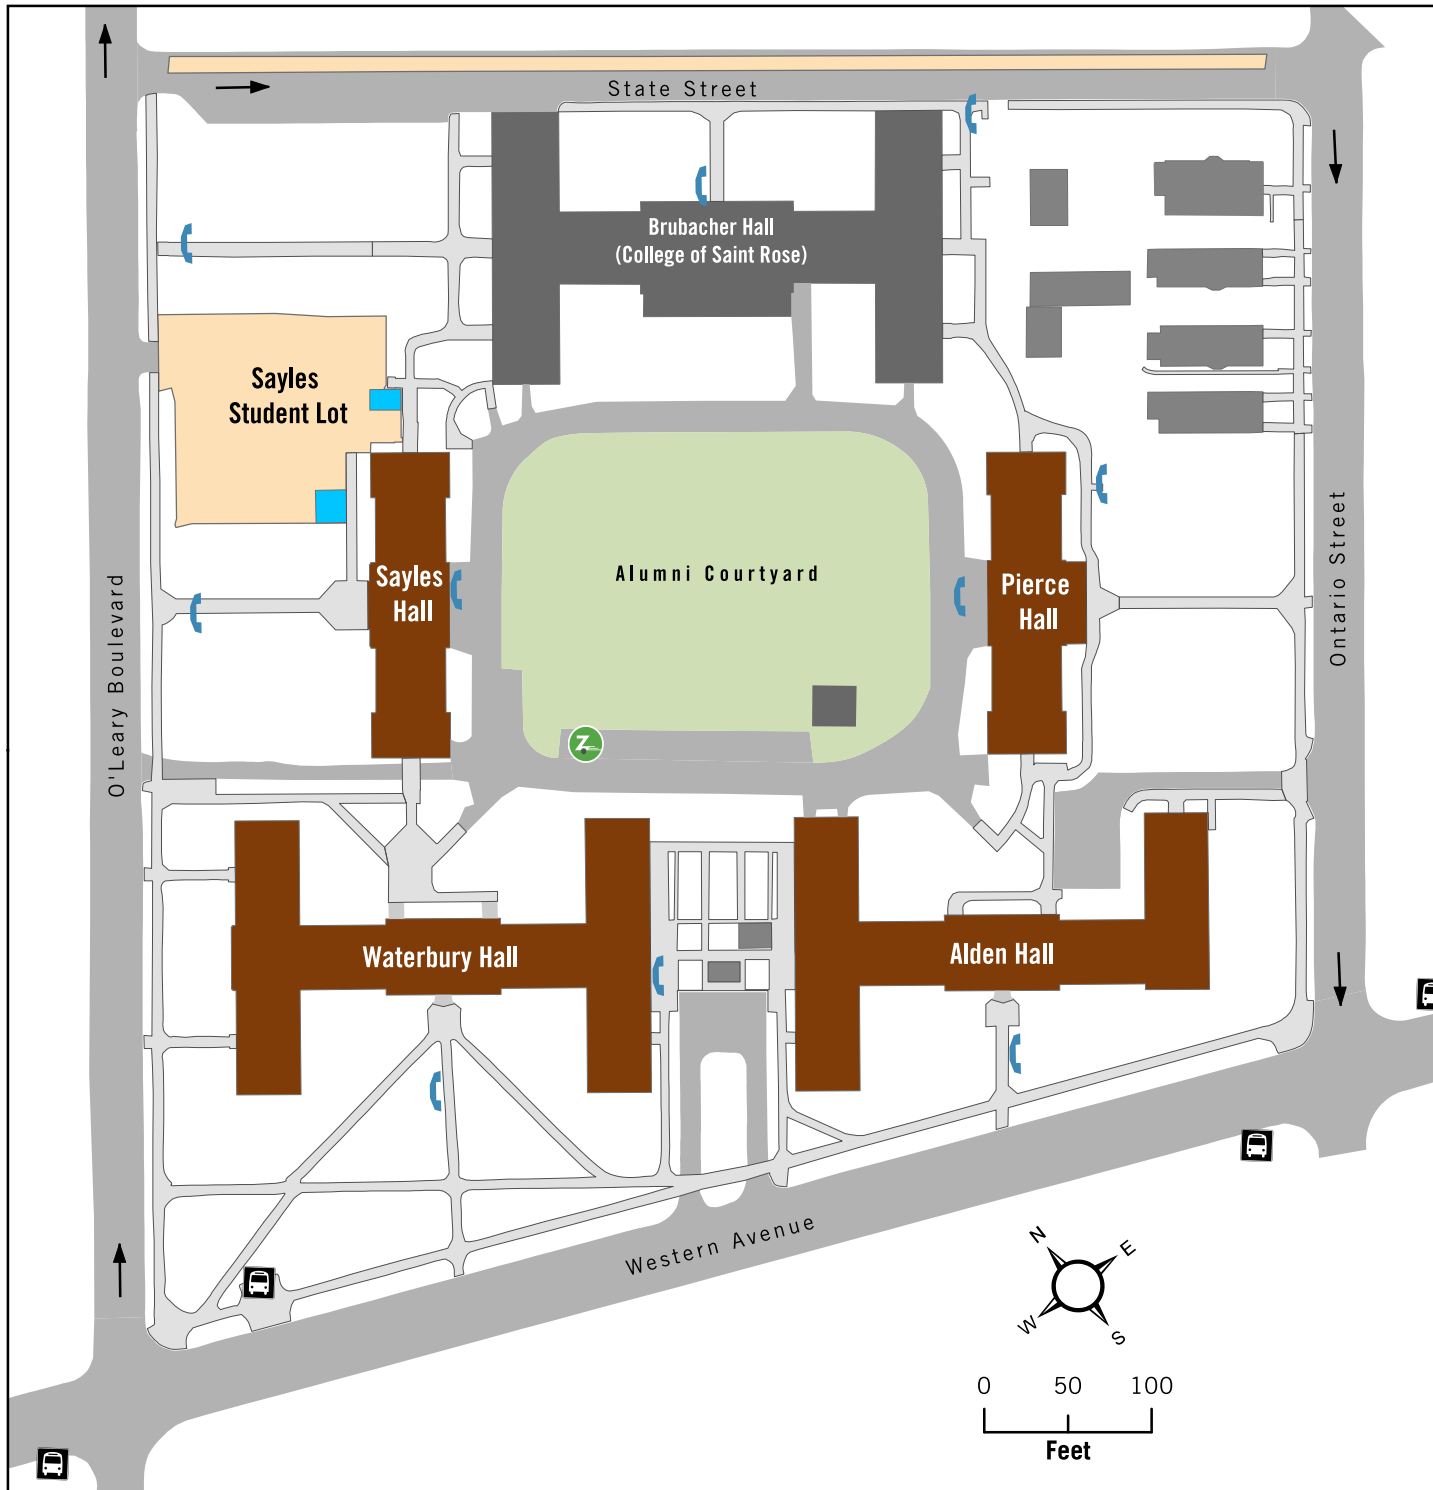 State Street
Brubacher Hall
(College of Saint Rose)
Sayles
Student Lot
Alumni Courtyard
Sayles
Hall
Pierce
Hall
O'Leary Boulevard
Ontario Street
Z
Waterbury Hall
Alden Hall
Western Avenue
N
E
W
S
0 50 100
Feet